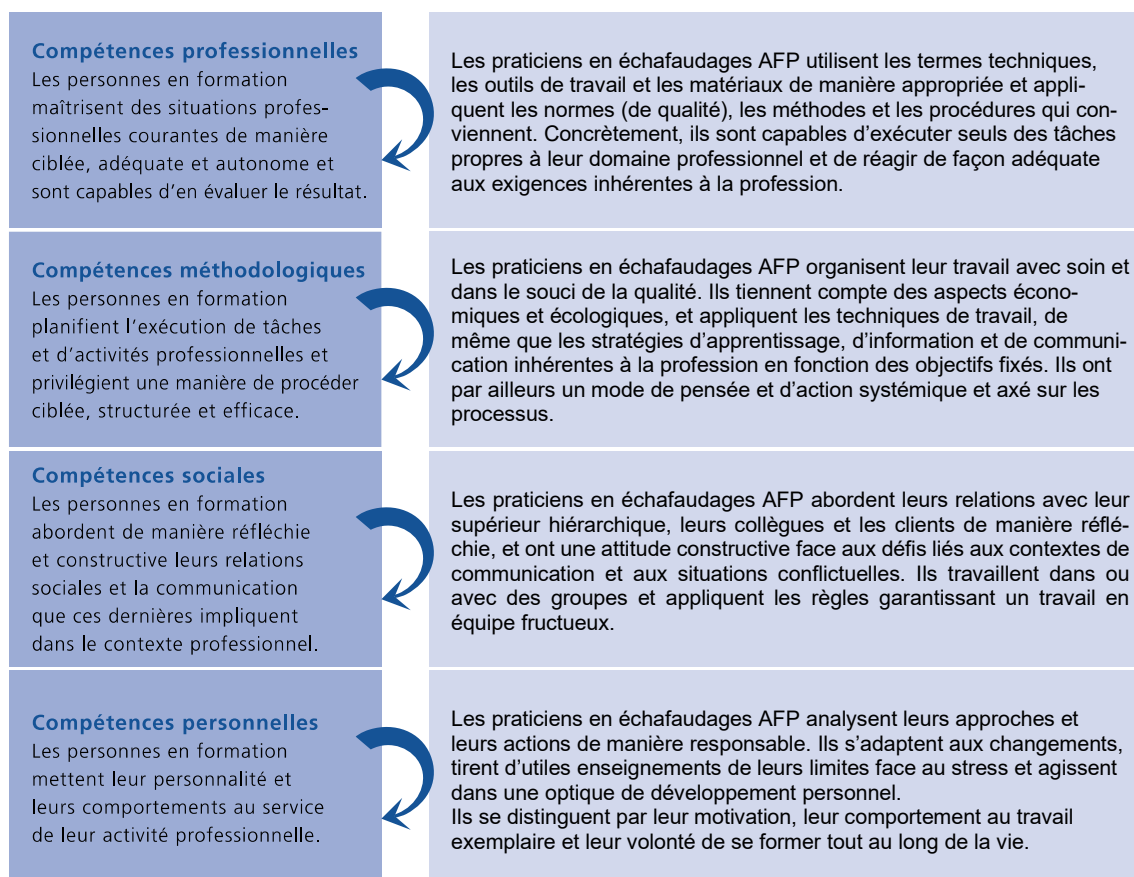 Compétences professionnelles
Les personnes en formation
maîtrisent des situations profes-
sionnelles courantes de manière
ciblée, adéquate et autonome et
sont capables d'en évaluer le résultat.
Les praticiens en échafaudages AFP utilisent les termes techniques,
les outils de travail et les matériaux de manière appropriée et appli-
quent les normes (de qualité), les méthodes et les procédures qui con-
viennent. Concrètement, ils sont capables d'exécuter seuls des tâches
propres à leur domaine professionnel et de réagir de façon adéquate
aux exigences inhérentes à la profession.
Compétences méthodologiques
Les personnes en formation
planifient l'exécution de tâches
et d'activités professionnelles et
privilégient une manière de procéder
ciblée, structurée et efficace.
Les praticiens en échafaudages AFP organisent leur travail avec soin et
dans le souci de la qualité. Ils tiennent compte des aspects écono-
miques et écologiques, et appliquent les techniques de travail, de
même que les stratégies d'apprentissage, d'information et de communi-
cation inhérentes à la profession en fonction des objectifs fixés. Ils ont
par ailleurs un mode de pensée et d'action systémique et axé sur les
processus.
Compétences sociales
Les personnes en formation
abordent de manière réfléchie
et constructive leurs relations
sociales et la communication
que ces dernières impliquent
dans le contexte professionnel.
Les praticiens en échafaudages AFP abordent leurs relations avec leur
supérieur hiérarchique, leurs collègues et les clients de manière réflé-
chie, et ont une attitude constructive face aux défis liés aux contextes de
communication et aux situations conflictuelles. Ils travaillent dans ou
avec des groupes et appliquent les règles garantissant un travail en
équipe fructueux.
Compétences personnelles
Les personnes en formation
mettent leur personnalité et
leurs comportements au service
de leur activité professionnelle.
Les praticiens en échafaudages AFP analysent leurs approches et
leurs actions de manière responsable. Ils s'adaptent aux changements,
tirent d'utiles enseignements de leurs limites face au stress et agissent
dans une optique de développement personnel.
Ils se distinguent par leur motivation, leur comportement au travail
exemplaire et leur volonté de se former tout au long de la vie.